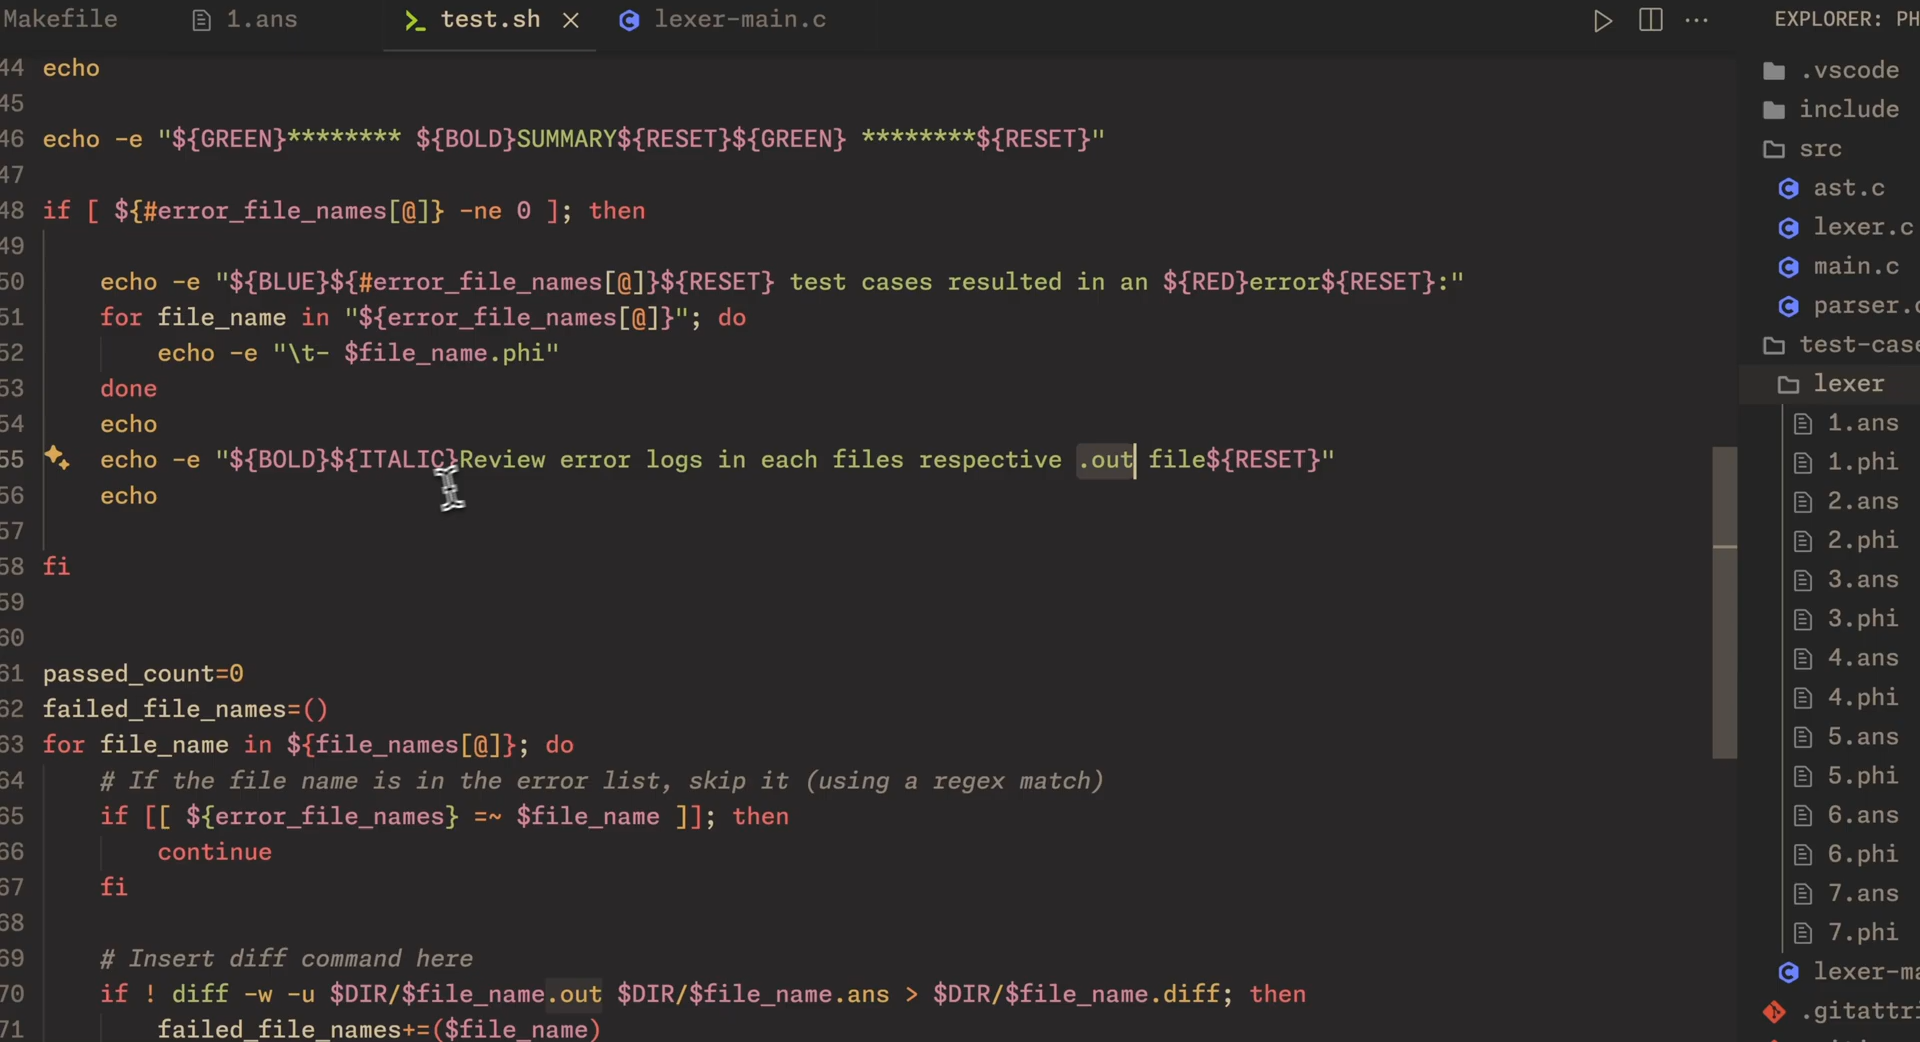 Makefile
1.ans
test.sh
lexer-main.c
EXPLORER: PH
44 echo
45
46 echo -e "${GREEN}******** ${BOLD}SUMMARY${RESET}${GREEN} ********${RESET}"
47
48 if [ ${#error_file_names[@]} -ne 0 ]; then
49
50 echo -e "${BLUE}${#error_file_names[@]}${RESET} test cases resulted in an ${RED}error${RESET}:"
51 for file_name in "${error_file_names[@]}"; do
52 echo -e "\t- $file_name.phi"
53 done
54 echo
55 echo -e "${BOLD}${ITALIC}Review error logs in each files respective .out file${RESET}"
56 echo
57
58 fi
59
60
61 passed_count=0
62 failed_file_names=()
63 for file_name in ${file_names[@]}; do
64 # If the file name is in the error list, skip it (using a regex match)
65 if [[ ${error_file_names} =~ $file_name ]]; then
66 continue
67 fi
68
69 # Insert diff command here
70 if ! diff -w -u $DIR/$file_name.out $DIR/$file_name.ans > $DIR/$file_name.diff; then
71 failed_file_names+=($file_name)
.vscode
include
src
ast.c
lexer.c
main.c
parser.c
test-case
lexer
1.ans
1.phi
2.ans
2.phi
3.ans
3.phi
4.ans
4.phi
5.ans
5.phi
6.ans
6.phi
7.ans
7.phi
lexer-ma
.gitattri